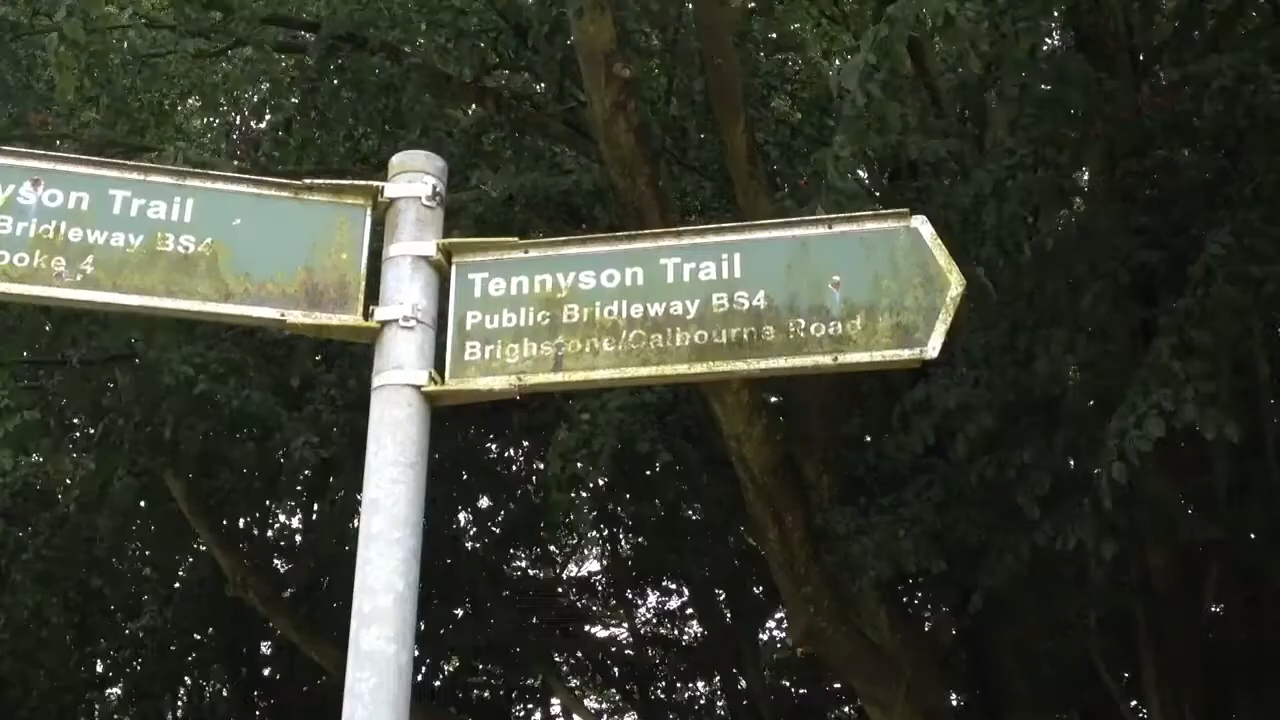 yson Trail
Bridleway BS4
ooke 4
Tennyson Trail
Public Bridleway BS4
Brighstone/Calbourne Road